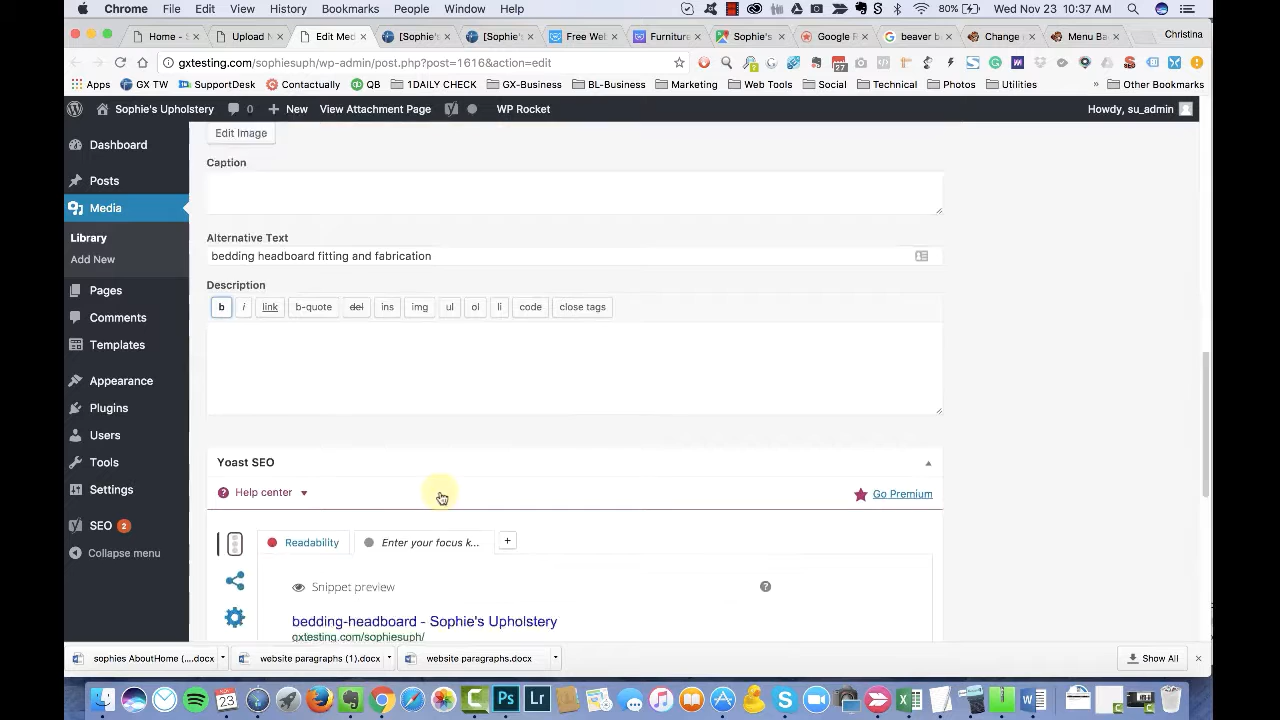 Chrome File Edit View History Bookmarks People Window Help 80% Wed Nov 23 10:37 AM
Home - S Upload N Edit Med [Sophie's [Sophie's Free Wel Furniture Sophie's Google F beaver b Change Menu Ba Christina
gxtesting.com/sophiesuph/wp-admin/post.php?post=1616&action=edit 27
Apps GX TW SupportDesk Contactually QB 1DAILY CHECK GX-Business BL-Business Marketing Web Tools Social Technical Photos Utilities »
Sophie's Upholstery 0 New View Attachment Page WP Rocket Howdy, su_admin
Edit Image
Dashboard
Caption
Posts
Media
Library
Alternative Text
bedding headboard fitting and fabrication
Add New
Description
Pages
b i link b-quote del ins img ul ol li code close tags
Comments
Templates
Appearance
Plugins
Users
Tools
Yoast SEO
Settings
Help center
Go Premium
SEO 2
Readability Enter your focus k... +
Collapse menu
Snippet preview
bedding-headboard - Sophie's Upholstery
gxtesting.com/sophiesuph/
sophies AboutHome (....docx website paragraphs (1).docx website paragraphs.docx Show All